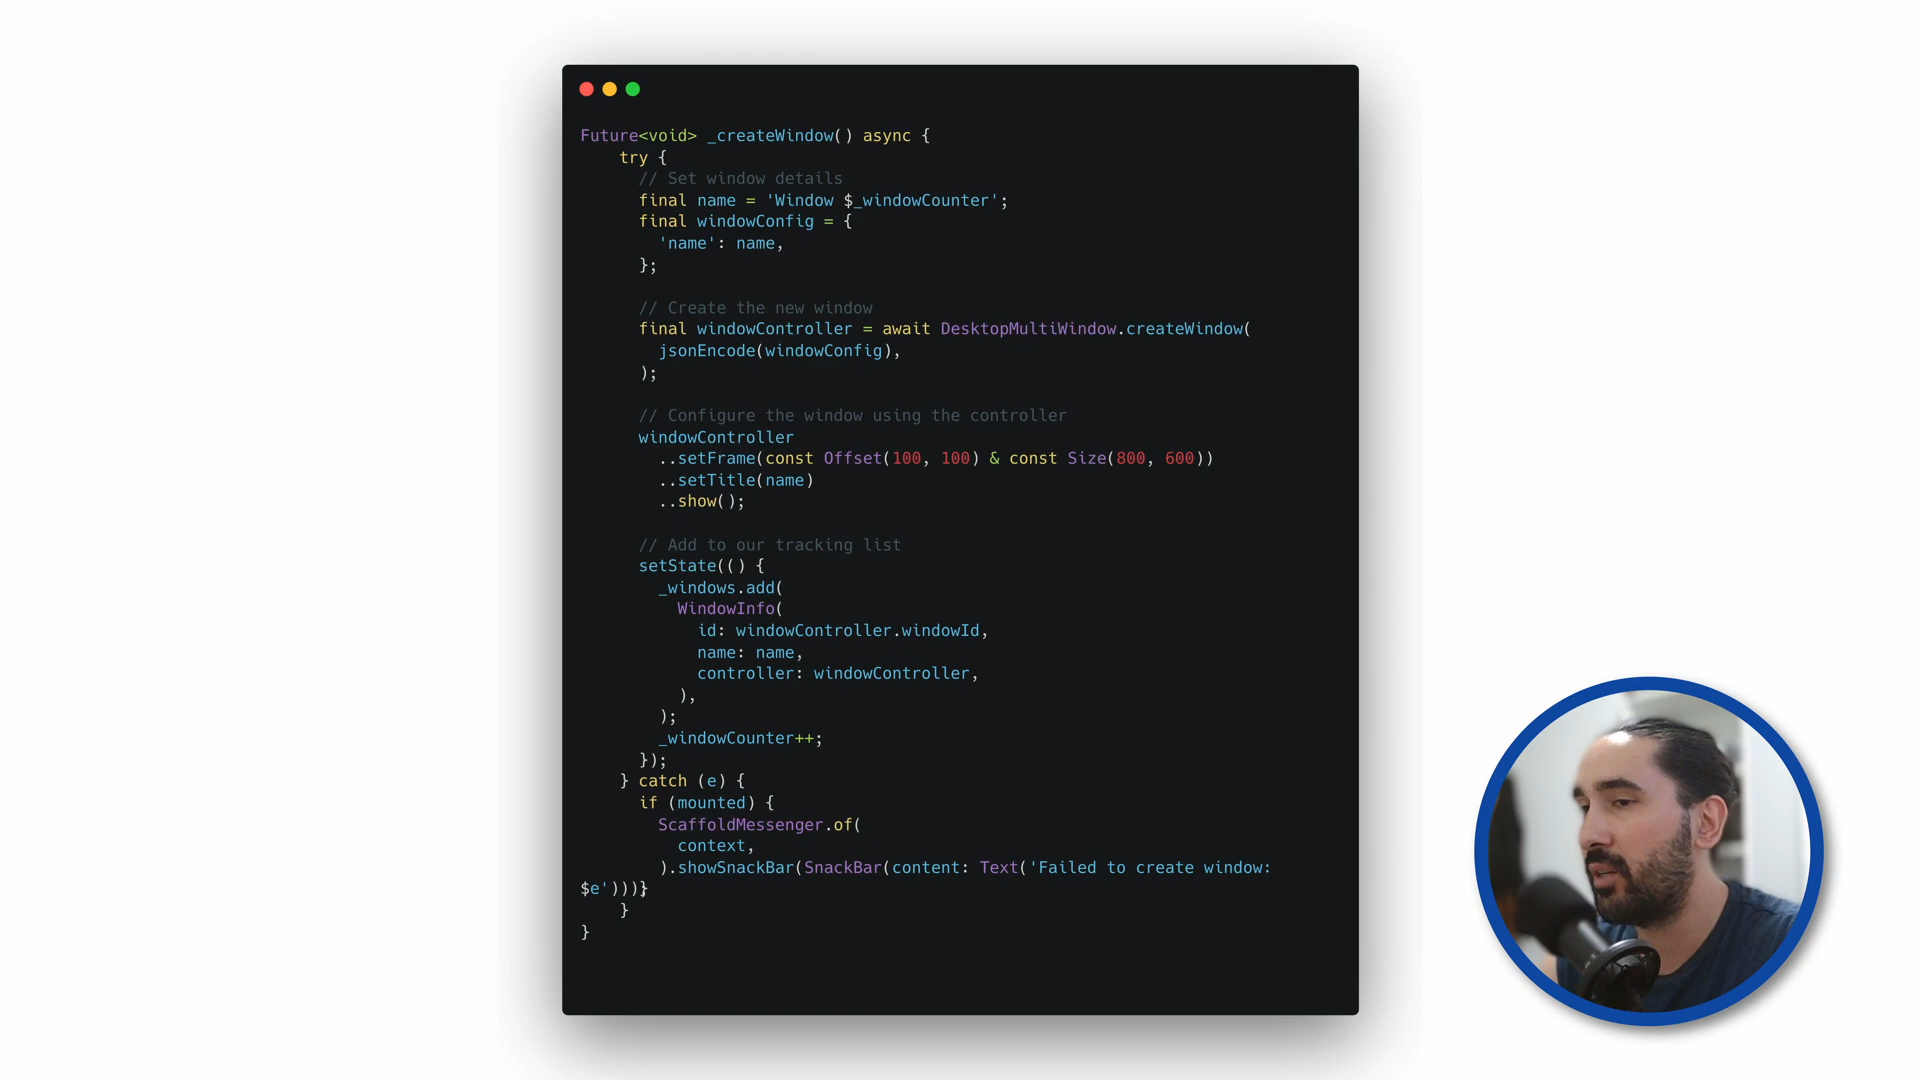 Future<void> _createWindow() async {
    try {
      // Set window details
      final name = 'Window $_windowCounter';
      final windowConfig = {
        'name': name,
      };

      // Create the new window
      final windowController = await DesktopMultiWindow.createWindow(
        jsonEncode(windowConfig),
      );

      // Configure the window using the controller
      windowController
        ..setFrame(const Offset(100, 100) & const Size(800, 600))
        ..setTitle(name)
        ..show();

      // Add to our tracking list
      setState(() {
        _windows.add(
          WindowInfo(
            id: windowController.windowId,
            name: name,
            controller: windowController,
          ),
        );
        _windowCounter++;
      });
    } catch (e) {
      if (mounted) {
        ScaffoldMessenger.of(
          context,
        ).showSnackBar(SnackBar(content: Text('Failed to create window:
$e')));}
    }
}